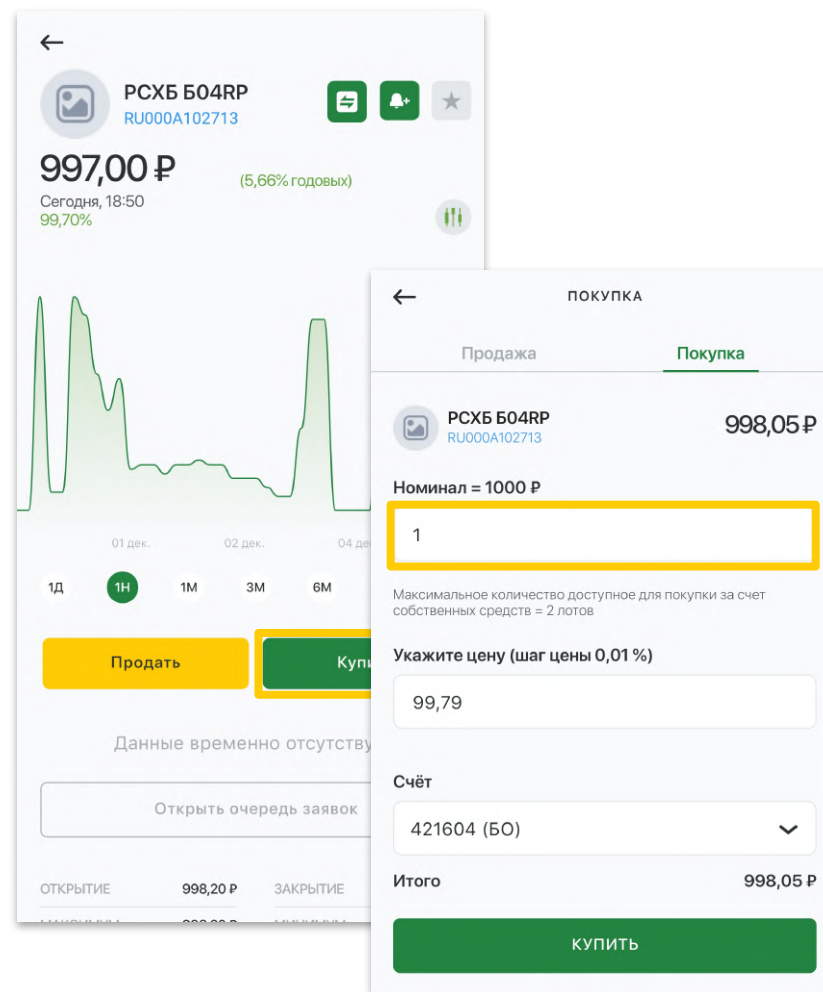 РСХБ Б04RP
RU000A102713
997,00 ₽
(5,66% годовых)
Сегодня, 18:50
99,70%
01 дек.
02 дек.
04 де
1Д
1Н
1М
3М
6М
Продать
Купи
Данные временно отсутству
Открыть очередь заявок
ОТКРЫТИЕ 998,20 ₽ ЗАКРЫТИЕ
ПОКУПКА
Продажа
Покупка
РСХБ Б04RP
RU000A102713
998,05 ₽
Номинал = 1000 ₽
1
Максимальное количество доступное для покупки за счет
собственных средств = 2 лотов
Укажите цену (шаг цены 0,01 %)
99,79
Счёт
421604 (БО)
Итого 998,05 ₽
КУПИТЬ